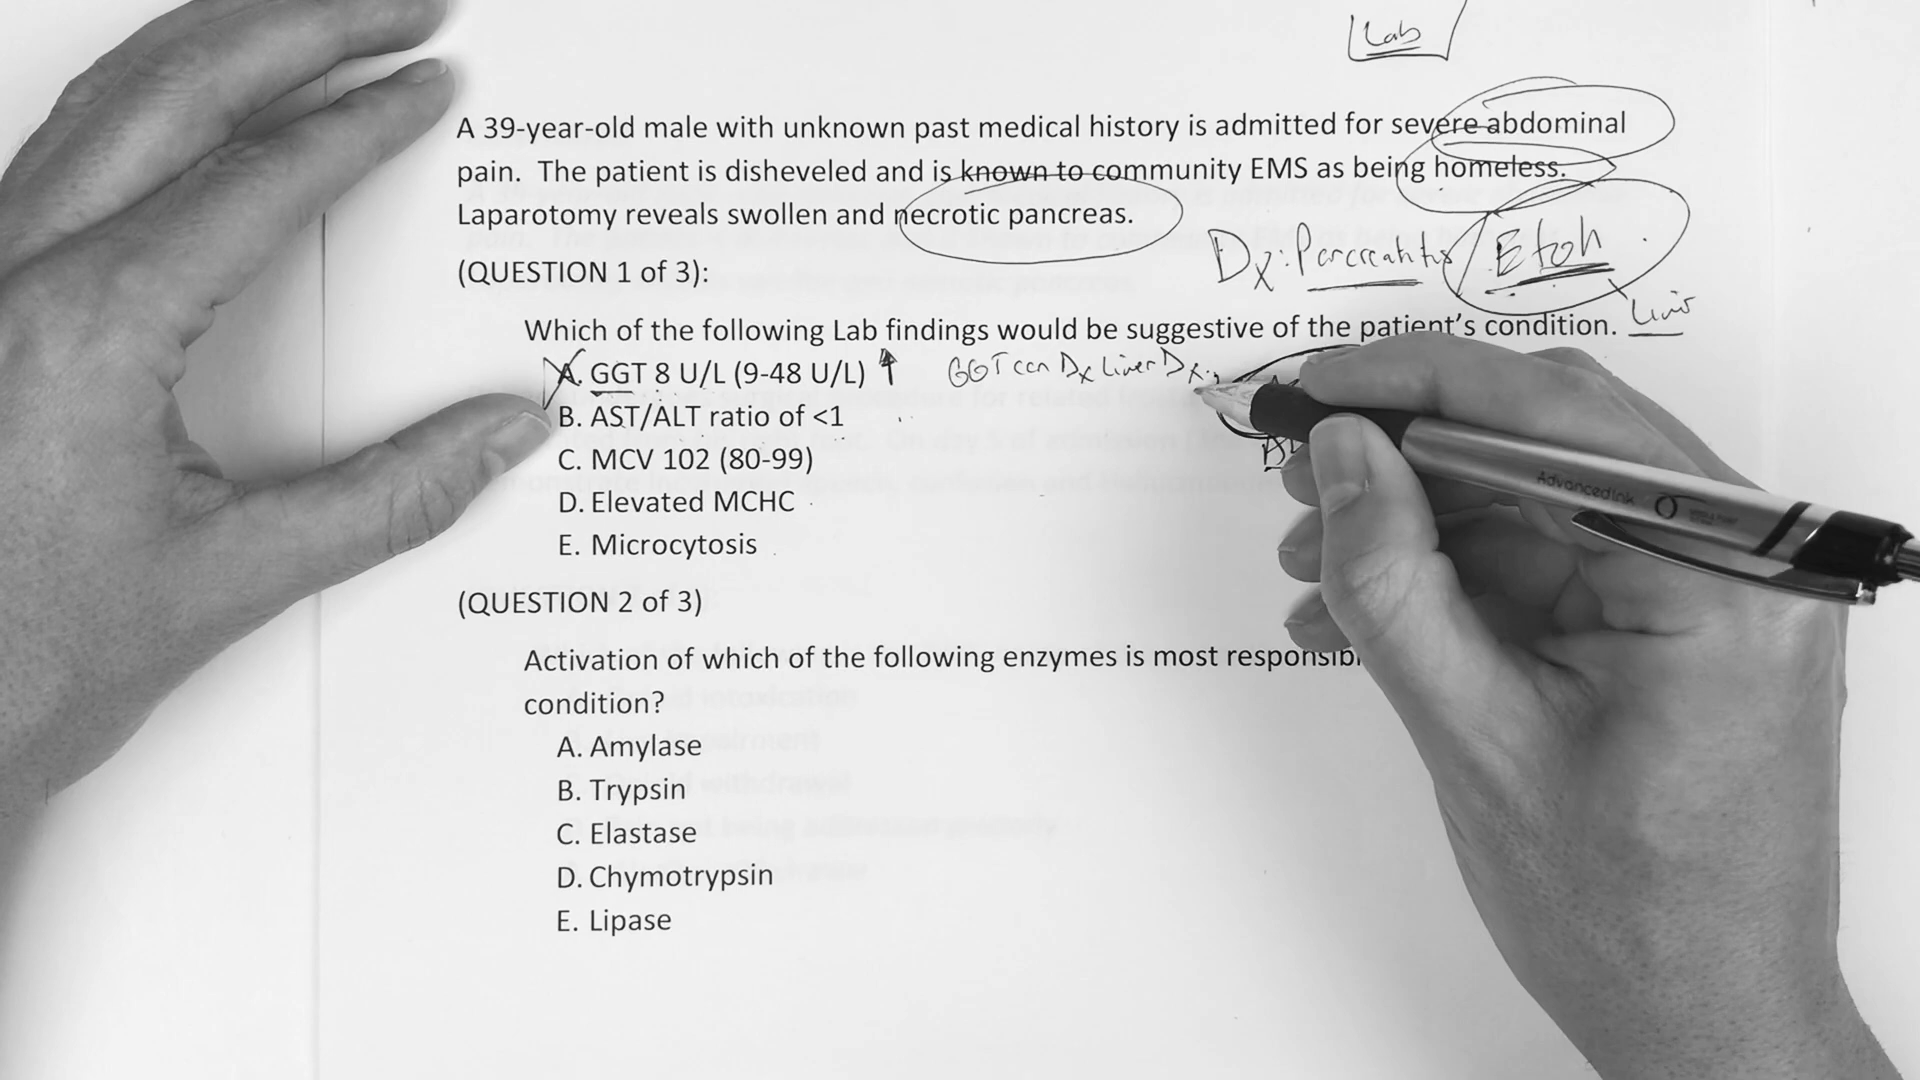 Lab
A 39-year-old male with unknown past medical history is admitted for severe abdominal
pain. The patient is disheveled and is known to community EMS as being homeless.
Laparotomy reveals swollen and necrotic pancreas.
Dx: Pancreatitis / Etoh
(QUESTION 1 of 3):
Liver
Which of the following Lab findings would be suggestive of the patient's condition.
A. GGT 8 U/L (9-48 U/L) ↑ GGT can Dx Liver Dx.
B. AST/ALT ratio of <1
C. MCV 102 (80-99)
D. Elevated MCHC
E. Microcytosis
(QUESTION 2 of 3)
Activation of which of the following enzymes is most
condition?
A. Amylase
B. Trypsin
C. Elastase
D. Chymotrypsin
E. Lipase
AdvancedInk